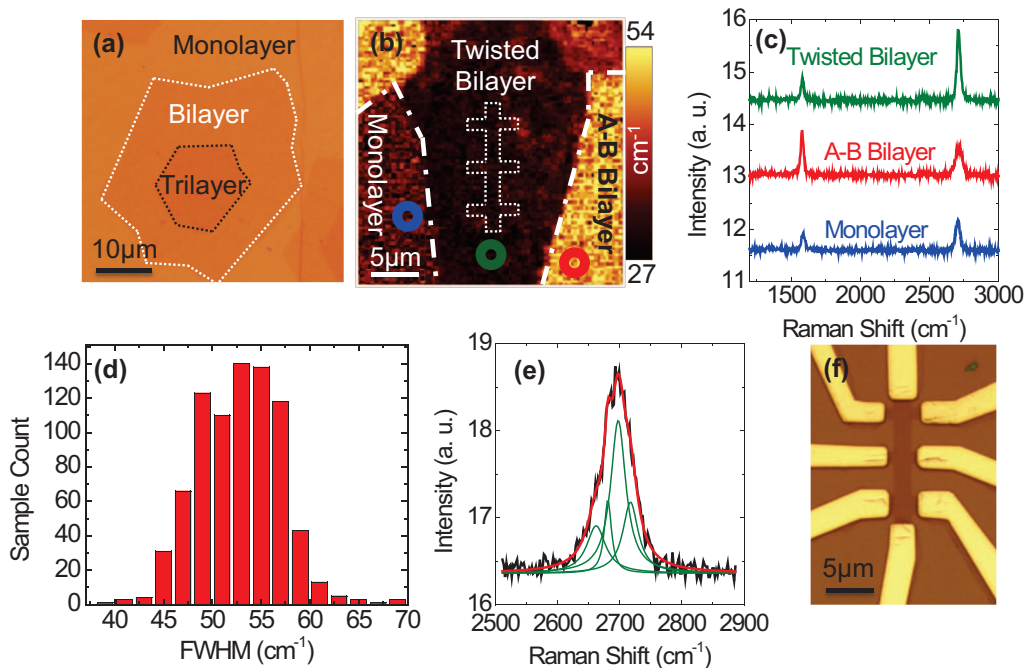 (a)
Monolayer
Bilayer
Trilayer
10μm
(b)
Twisted
Bilayer
Monolayer
A-B Bilayer
5μm
54
cm-1
27
(c)
16
15
14
13
12
11
Intensity (a. u.)
Twisted Bilayer
A-B Bilayer
Monolayer
1500
2000
2500
3000
Raman Shift (cm-1)
(d)
140
120
100
80
60
40
20
0
Sample Count
40
45
50
55
60
65
70
FWHM (cm-1)
(e)
19
18
17
16
Intensity (a. u.)
2500
2600
2700
2800
2900
Raman Shift (cm-1)
(f)
5μm